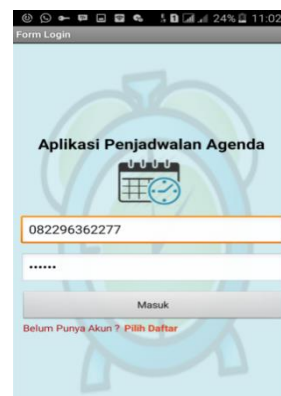 24% 11:02
Form Login
Aplikasi Penjadwalan Agenda
082296362277
••••••
Masuk
Belum Punya Akun ? Pilih Daftar